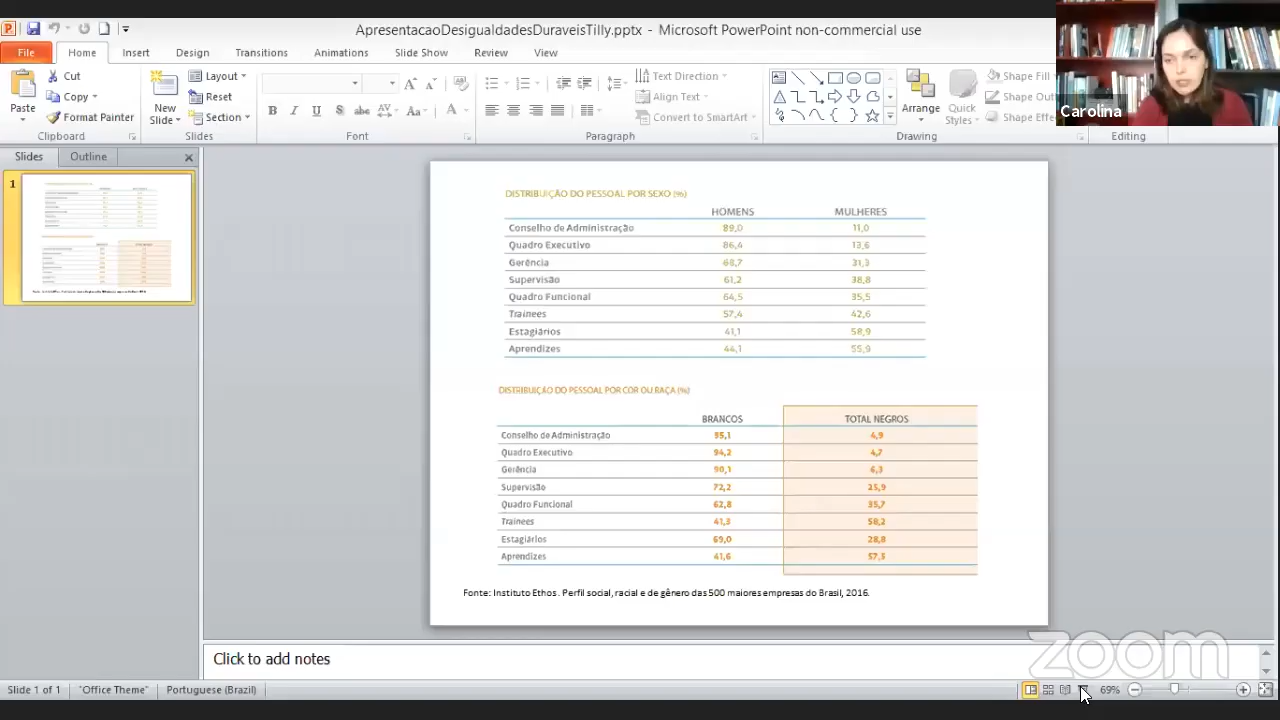 ApresentacaoDesigualdadesDuraveisTilly.pptx - Microsoft PowerPoint non-commercial use
File Home Insert Design Transitions Animations Slide Show Review View
Cut
Copy
Format Painter
Paste
Clipboard
New
Slide
Layout
Reset
Section
Slides
Font
Text Direction
Align Text
Convert to SmartArt
Paragraph
Arrange
Quick
Styles
Shape Fill
Shape
Shape
Drawing
Editing
Carolina
Slides Outline
1
DISTRIBUIÇÃO DO PESSOAL POR SEXO (%)
HOMENS MULHERES
Conselho de Administração 89,0 11,0
Quadro Executivo 86,4 13,6
Gerência 68,7 31,3
Supervisão 61,2 38,8
Quadro Funcional 64,5 35,5
Trainees 57,4 42,6
Estagiários 41,1 58,9
Aprendizes 44,1 55,9
DISTRIBUIÇÃO DO PESSOAL POR COR OU RAÇA (%)
BRANCOS TOTAL NEGROS
Conselho de Administração 95,1 4,9
Quadro Executivo 94,2 4,7
Gerência 90,1 6,3
Supervisão 72,2 25,9
Quadro Funcional 62,8 35,7
Trainees 41,3 58,2
Estagiários 69,0 28,8
Aprendizes 41,6 57,5
Fonte: Instituto Ethos. Perfil social, racial e de gênero das 500 maiores empresas do Brasil, 2016.
Click to add notes
zoom
Slide 1 of 1 "Office Theme" Portuguese (Brazil) 69%